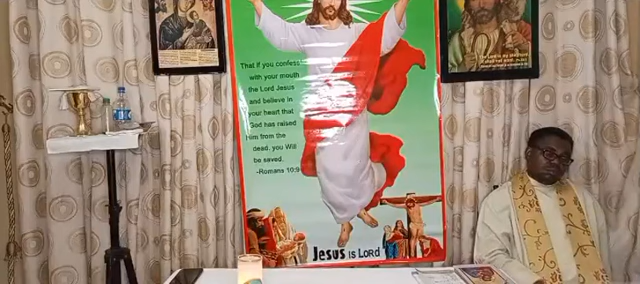 That if you confess
with your mouth
the Lord Jesus
and believe in
your heart that
God has raised
Him from the
dead, you Will
be saved.
-Romans 10:9
Jesus is Lord